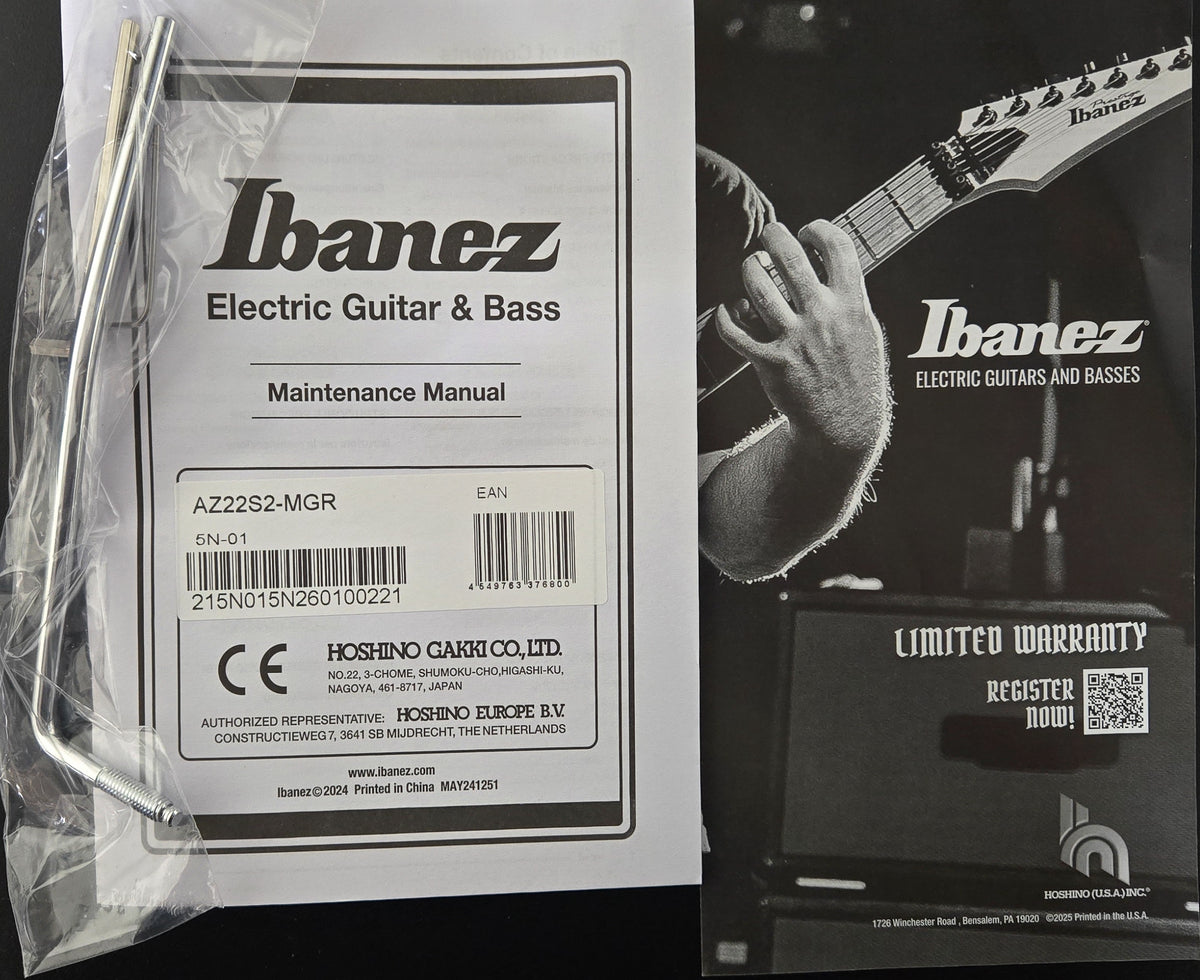 Ibanez
Electric Guitar & Bass
Maintenance Manual
AZ22S2-MGR
5N-01
215N015N260100221
EAN
4 549763 376800
CE
HOSHINO GAKKI CO., LTD.
NO.22, 3-CHOME, SHUMOKU-CHO,HIGASHI-KU,
NAGOYA, 461-8717, JAPAN
AUTHORIZED REPRESENTATIVE: HOSHINO EUROPE B.V.
CONSTRUCTIEWEG 7, 3641 SB MIJDRECHT, THE NETHERLANDS
www.ibanez.com
Ibanez©2024 Printed in China MAY241251
Prestige
Ibanez
Ibanez®
ELECTRIC GUITARS AND BASSES
LIMITED WARRANTY
REGISTER
NOW!
HOSHINO (U.S.A.) INC.®
1726 Winchester Road , Bensalem, PA 19020 ©2025 Printed in the U.S.A.